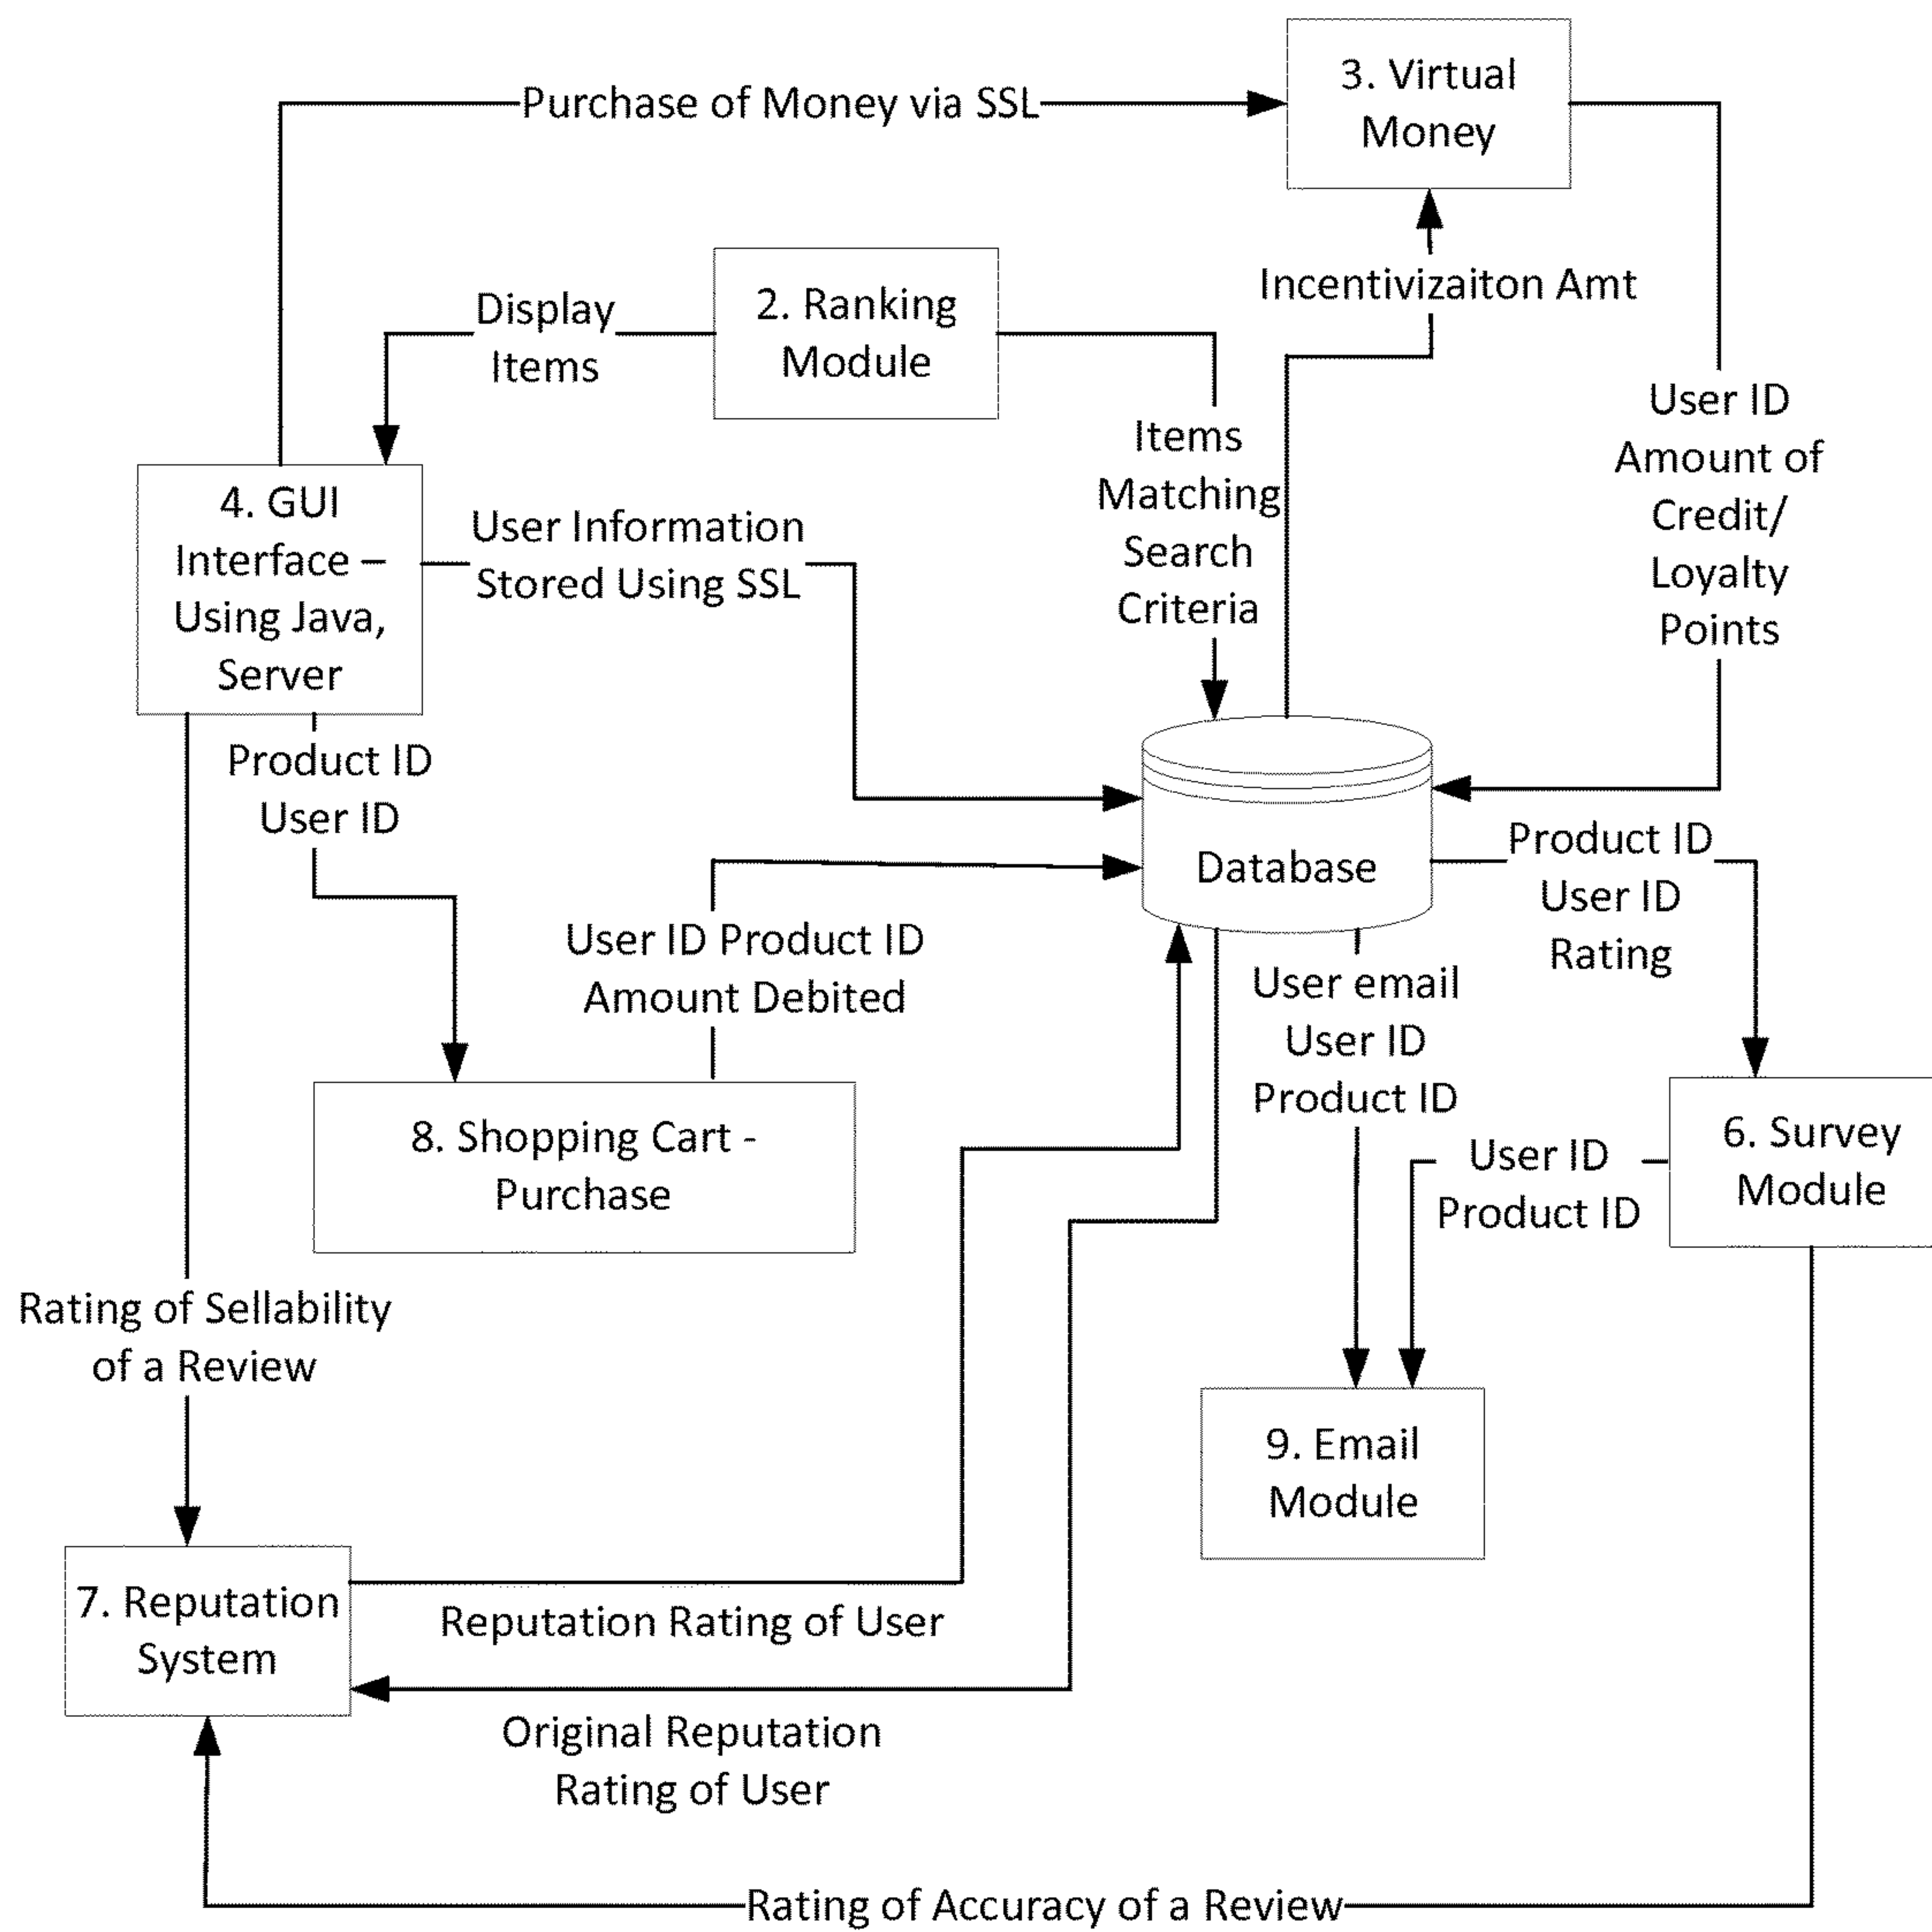 3. Virtual
Money
Purchase of Money via SSL
Incentivizaiton Amt
2. Ranking
Module
Display
Items
User ID
Amount of
Credit/
Loyalty
Points
Items
Matching
Search
Criteria
4. GUI
Interface –
Using Java,
Server
User Information
Stored Using SSL
Product ID
User ID
Database
Product ID
User ID
Rating
User ID Product ID
Amount Debited
User email
User ID
Product ID
8. Shopping Cart -
Purchase
6. Survey
Module
User ID
Product ID
Rating of Sellability
of a Review
9. Email
Module
7. Reputation
System
Reputation Rating of User
Original Reputation
Rating of User
Rating of Accuracy of a Review